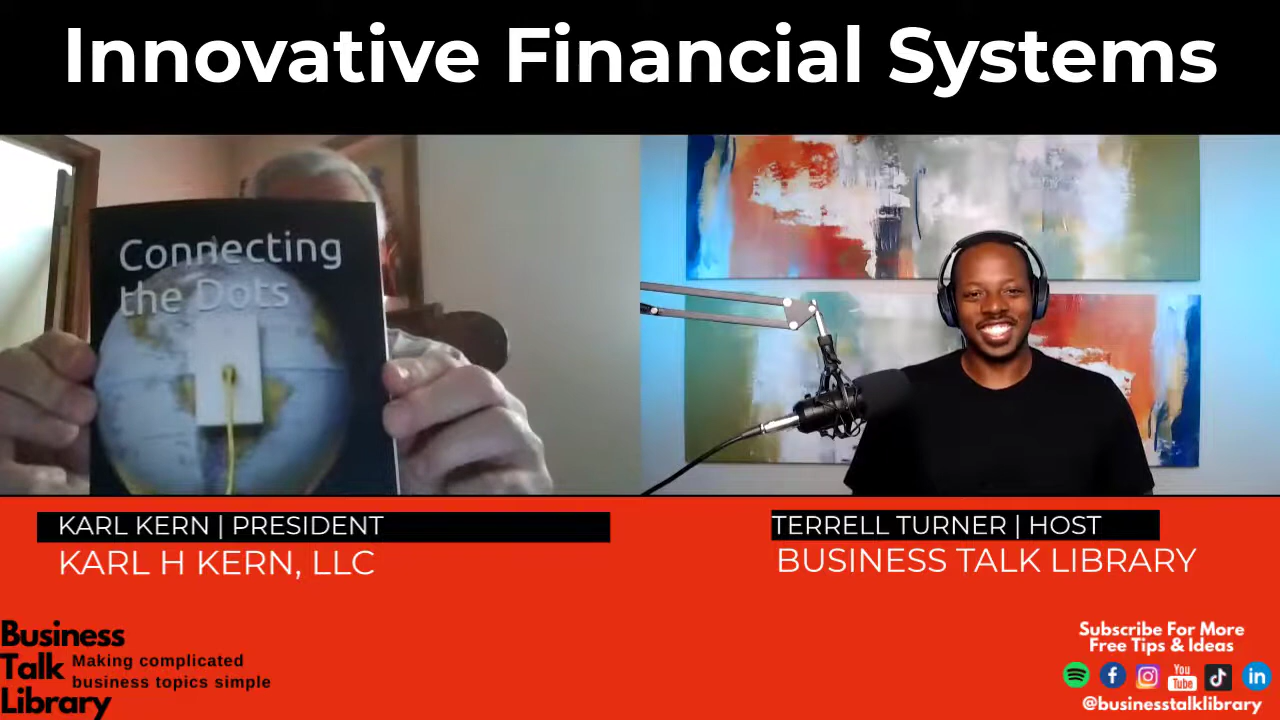 Innovative Financial Systems
Connecting
the Dots
KARL KERN | PRESIDENT
KARL H KERN, LLC
TERRELL TURNER | HOST
BUSINESS TALK LIBRARY
Business
Talk
Library
Making complicated
business topics simple
Subscribe For More
Free Tips & Ideas
You
Tube
in
@businesstalklibrary